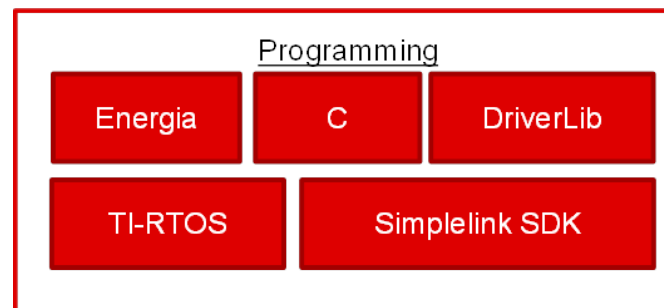 Programming
Energia
C
DriverLib
TI-RTOS
Simplelink SDK